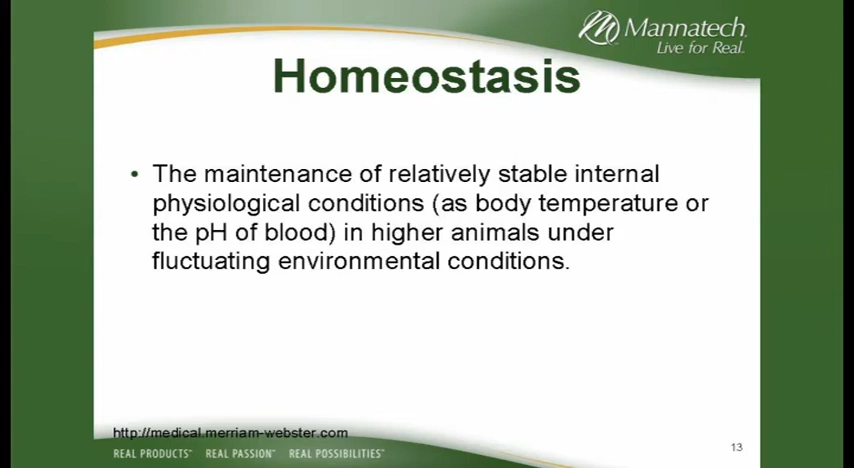 Mannatech
Live for Real.
Homeostasis
• The maintenance of relatively stable internal
physiological conditions (as body temperature or
the pH of blood) in higher animals under
fluctuating environmental conditions.
http://medical.merriam-webster.com
13
REAL PRODUCTS™ REAL PASSION™ REAL POSSIBILITIES™